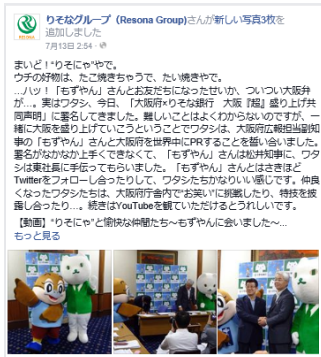 りそなグループ（Resona Group)さんが新しい写真3枚を
追加しました
7月13日 2:54
まいど！“りそにゃ”やで。
ウチの好物は、たこ焼きちゃうで、たい焼きやで。
…ハッ！「もずやん」さんとお友だちになったせいか、ついつい大阪弁
が…。実はワタシ、今日、「大阪府×りそな銀行　大阪『超』盛り上げ共
同声明」に署名してきました。難しいことはよくわからないのですが、一
緒に大阪を盛り上げていこうということでワタシは、大阪府広報担当副知
事の「もずやん」さんと大阪府を世界中にPRすることを誓い合いました。
署名がなかなか上手くできなくて、「もずやん」さんは松井知事に、ワタ
シは東社長に手伝ってもらいました。「もずやん」さんとはさきほど
Twitterをフォローし合ったりして、ワタシたちかなりいい感じです。仲良
くなったワタシたちは、大阪府庁舎内で“お笑い”に挑戦したり、特技を披
露し合ったり…。続きはYouTubeを観ていただけるとうれしいです。
【動画】“りそにゃ”と愉快な仲間たち～もずやんに会いました～...
もっと見る